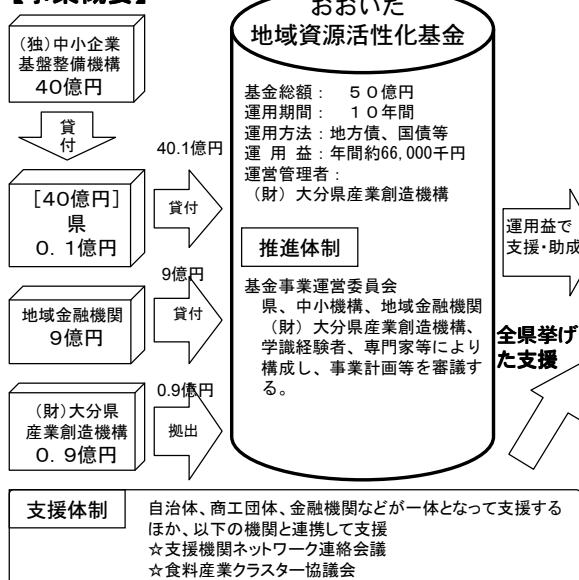 【事業概要】
おおいた
地域資源活性化基金
(独)中小企業
基盤整備機構
40億円
貸
付
[40億円]
県
0.1億円
40.1億円
貸付
地域金融機関
9億円
9億円
貸付
(財)大分県
産業創造機構
0.9億円
0.9億円
拠出
基金総額： 50億円
運用期間： 10年間
運用方法：地方債、国債等
運 用 益：年間約66,000千円
運営管理者：
(財)大分県産業創造機構
推進体制
基金事業運営委員会
県、中小機構、地域金融機関
(財)大分県産業創造機構、
学識経験者、専門家等により
構成し、事業計画等を審議す
る。
運用益で
支援・助成
全県挙げ
た支援
支援体制
自治体、商工団体、金融機関などが一体となって支援する
ほか、以下の機関と連携して支援
☆支援機関ネットワーク連絡会議
☆食料産業クラスター協議会